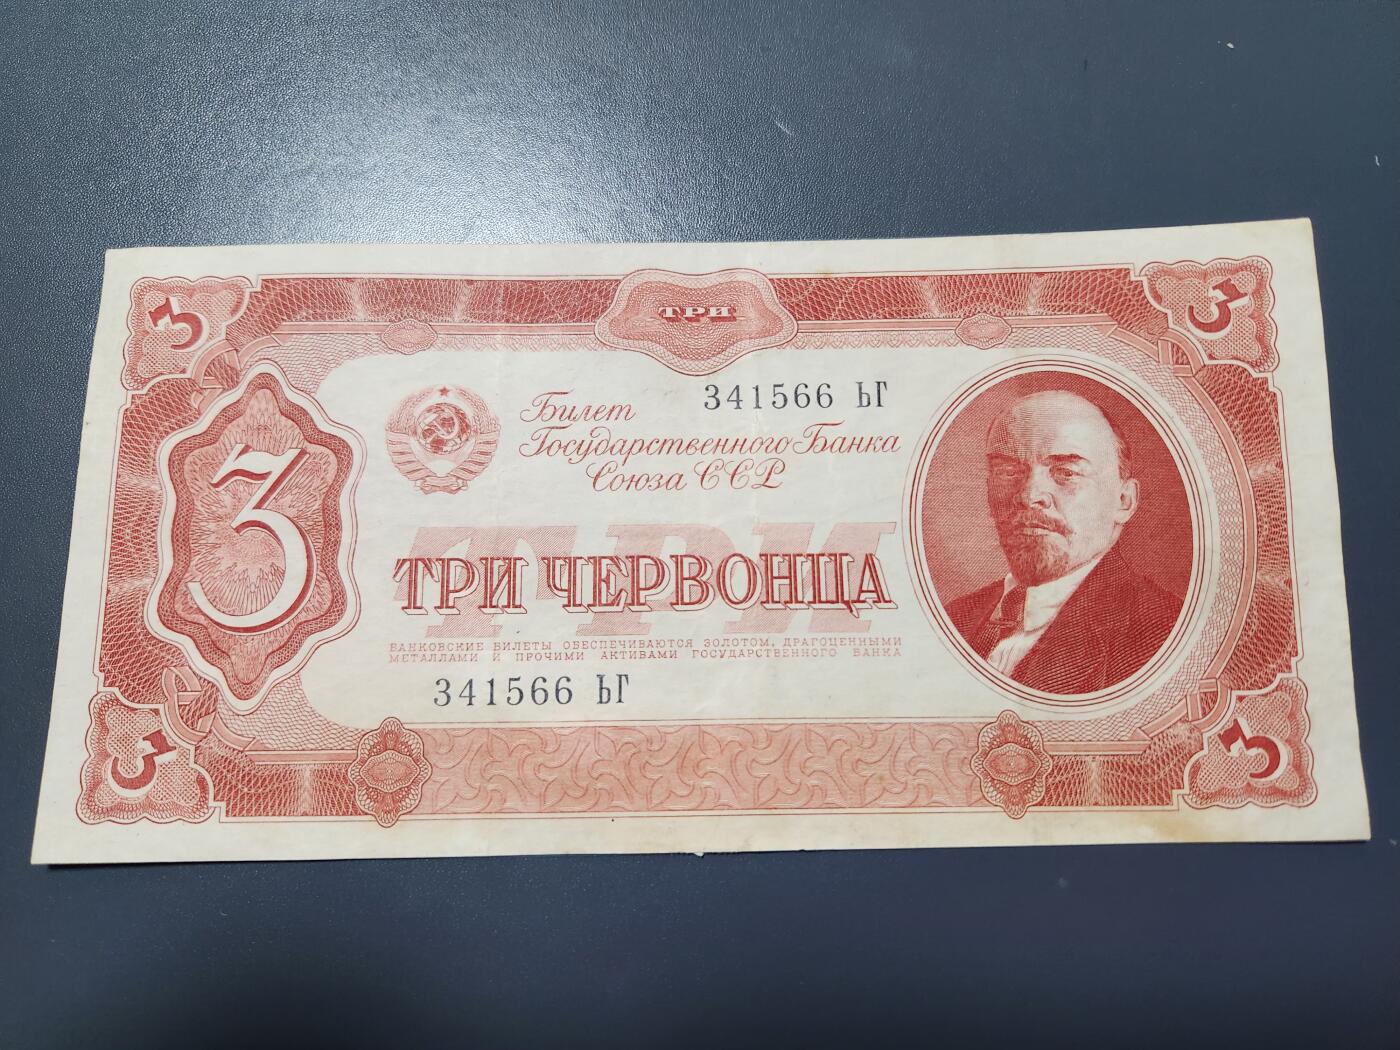 3
ТРИ
3
341566 ЬГ
Билет
Государственного Банка
Союза ССР
3
ТРИ
ТРИ ЧЕРВОНЦА
БАНКОВСКИЕ БИЛЕТЫ ОБЕСПЕЧИВАЮТСЯ ЗОЛОТОМ, ДРАГОЦЕННЫМИ
МЕТАЛЛАМИ И ПРОЧИМИ АКТИВАМИ ГОСУДАРСТВЕННОГО БАНКА
341566 ЬГ
3
3